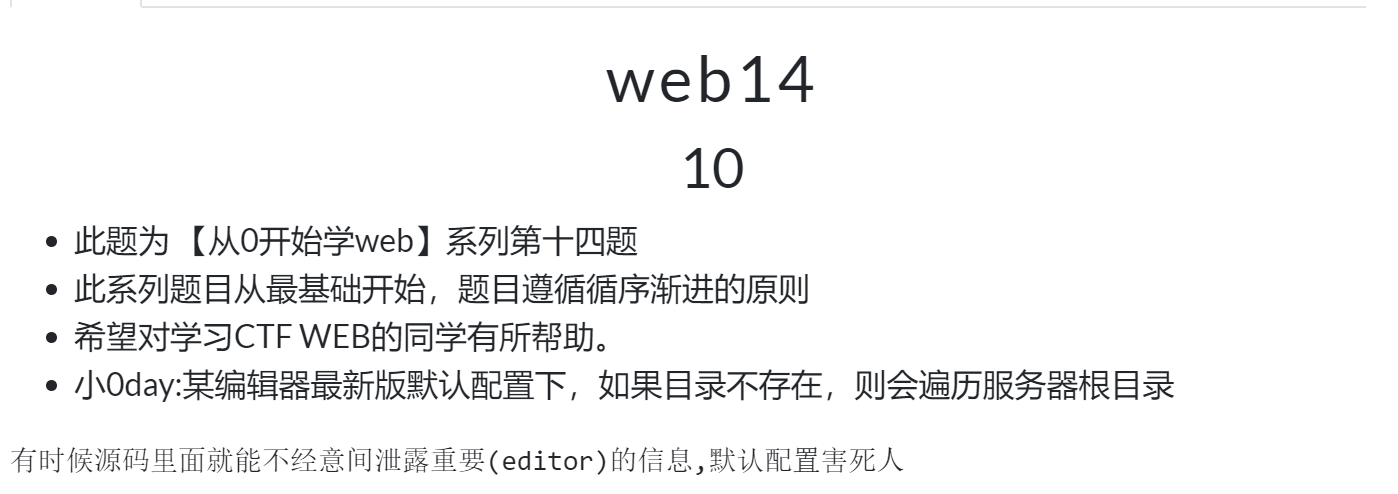 web14
10
此题为 【从0开始学web】系列第十四题
此系列题目从最基础开始，题目遵循循序渐进的原则
希望对学习CTF WEB的同学有所帮助。
小0day:某编辑器最新版默认配置下，如果目录不存在，则会遍历服务器根目录
有时候源码里面就能不经意间泄露重要(editor)的信息,默认配置害死人